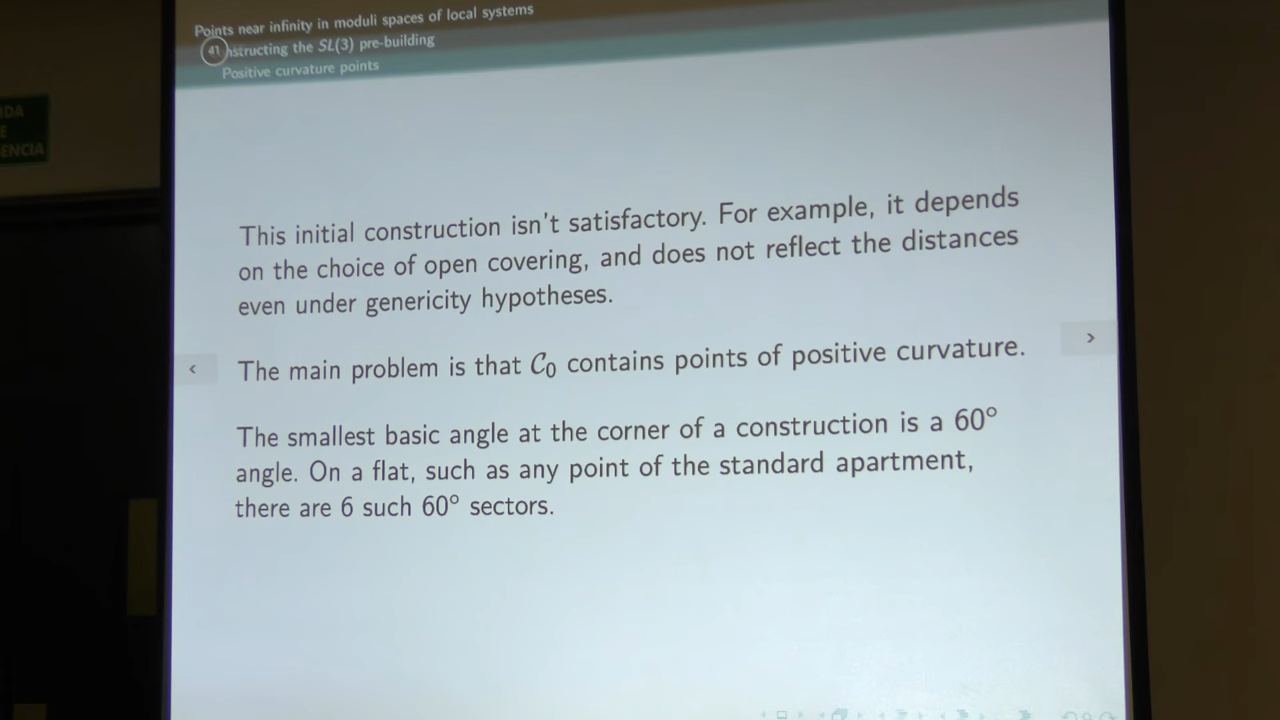 Points near infinity in moduli spaces of local systems
41 nstructing the SL(3) pre-building
Positive curvature points
IDA
E
ENCIA
This initial construction isn't satisfactory. For example, it depends
on the choice of open covering, and does not reflect the distances
even under genericity hypotheses.
The main problem is that C₀ contains points of positive curvature.
The smallest basic angle at the corner of a construction is a 60°
angle. On a flat, such as any point of the standard apartment,
there are 6 such 60° sectors.